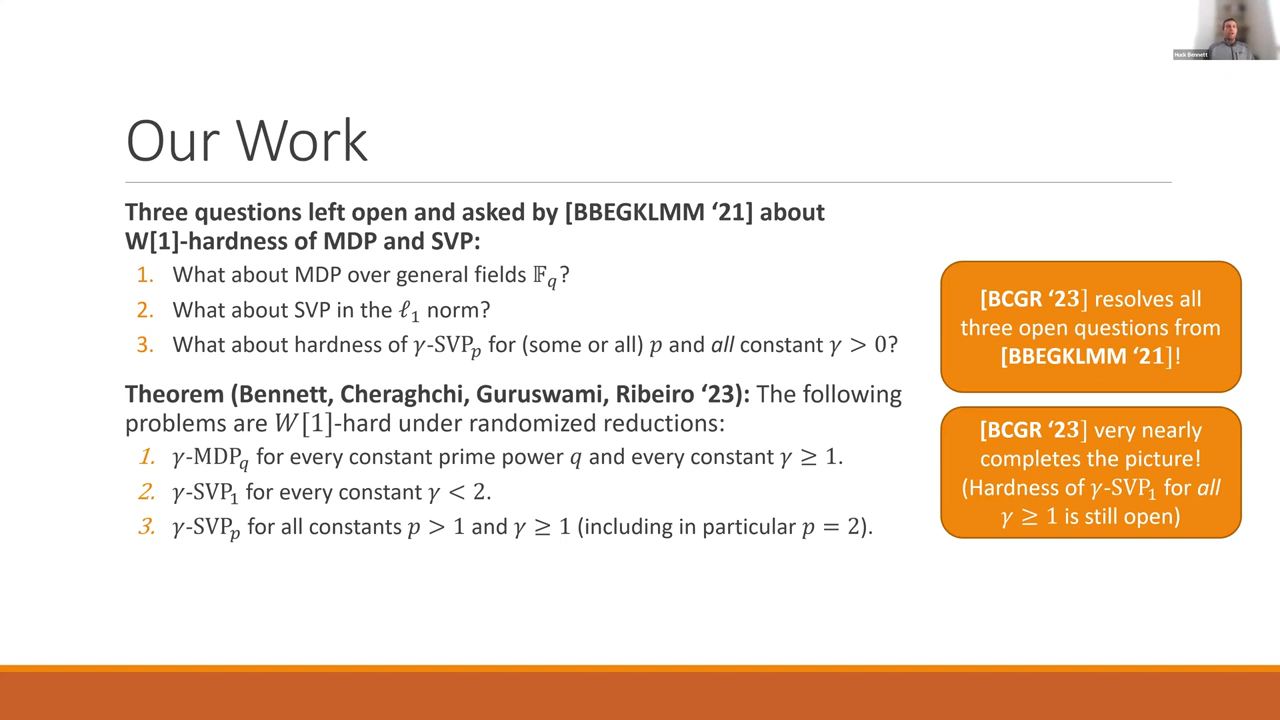 Huck Bennett
Our Work
Three questions left open and asked by [BBEGKLMM ‘21] about
W[1]-hardness of MDP and SVP:
1. What about MDP over general fields 𝔽_q?
2. What about SVP in the ℓ_1 norm?
3. What about hardness of γ-SVP_p for (some or all) p and all constant γ > 0?
Theorem (Bennett, Cheraghchi, Guruswami, Ribeiro ‘23): The following
problems are W[1]-hard under randomized reductions:
1. γ-MDP_q for every constant prime power q and every constant γ ≥ 1.
2. γ-SVP_1 for every constant γ < 2.
3. γ-SVP_p for all constants p > 1 and γ ≥ 1 (including in particular p = 2).
[BCGR ‘23] resolves all
three open questions from
[BBEGKLMM ‘21]!
[BCGR ‘23] very nearly
completes the picture!
(Hardness of γ-SVP_1 for all
γ ≥ 1 is still open)